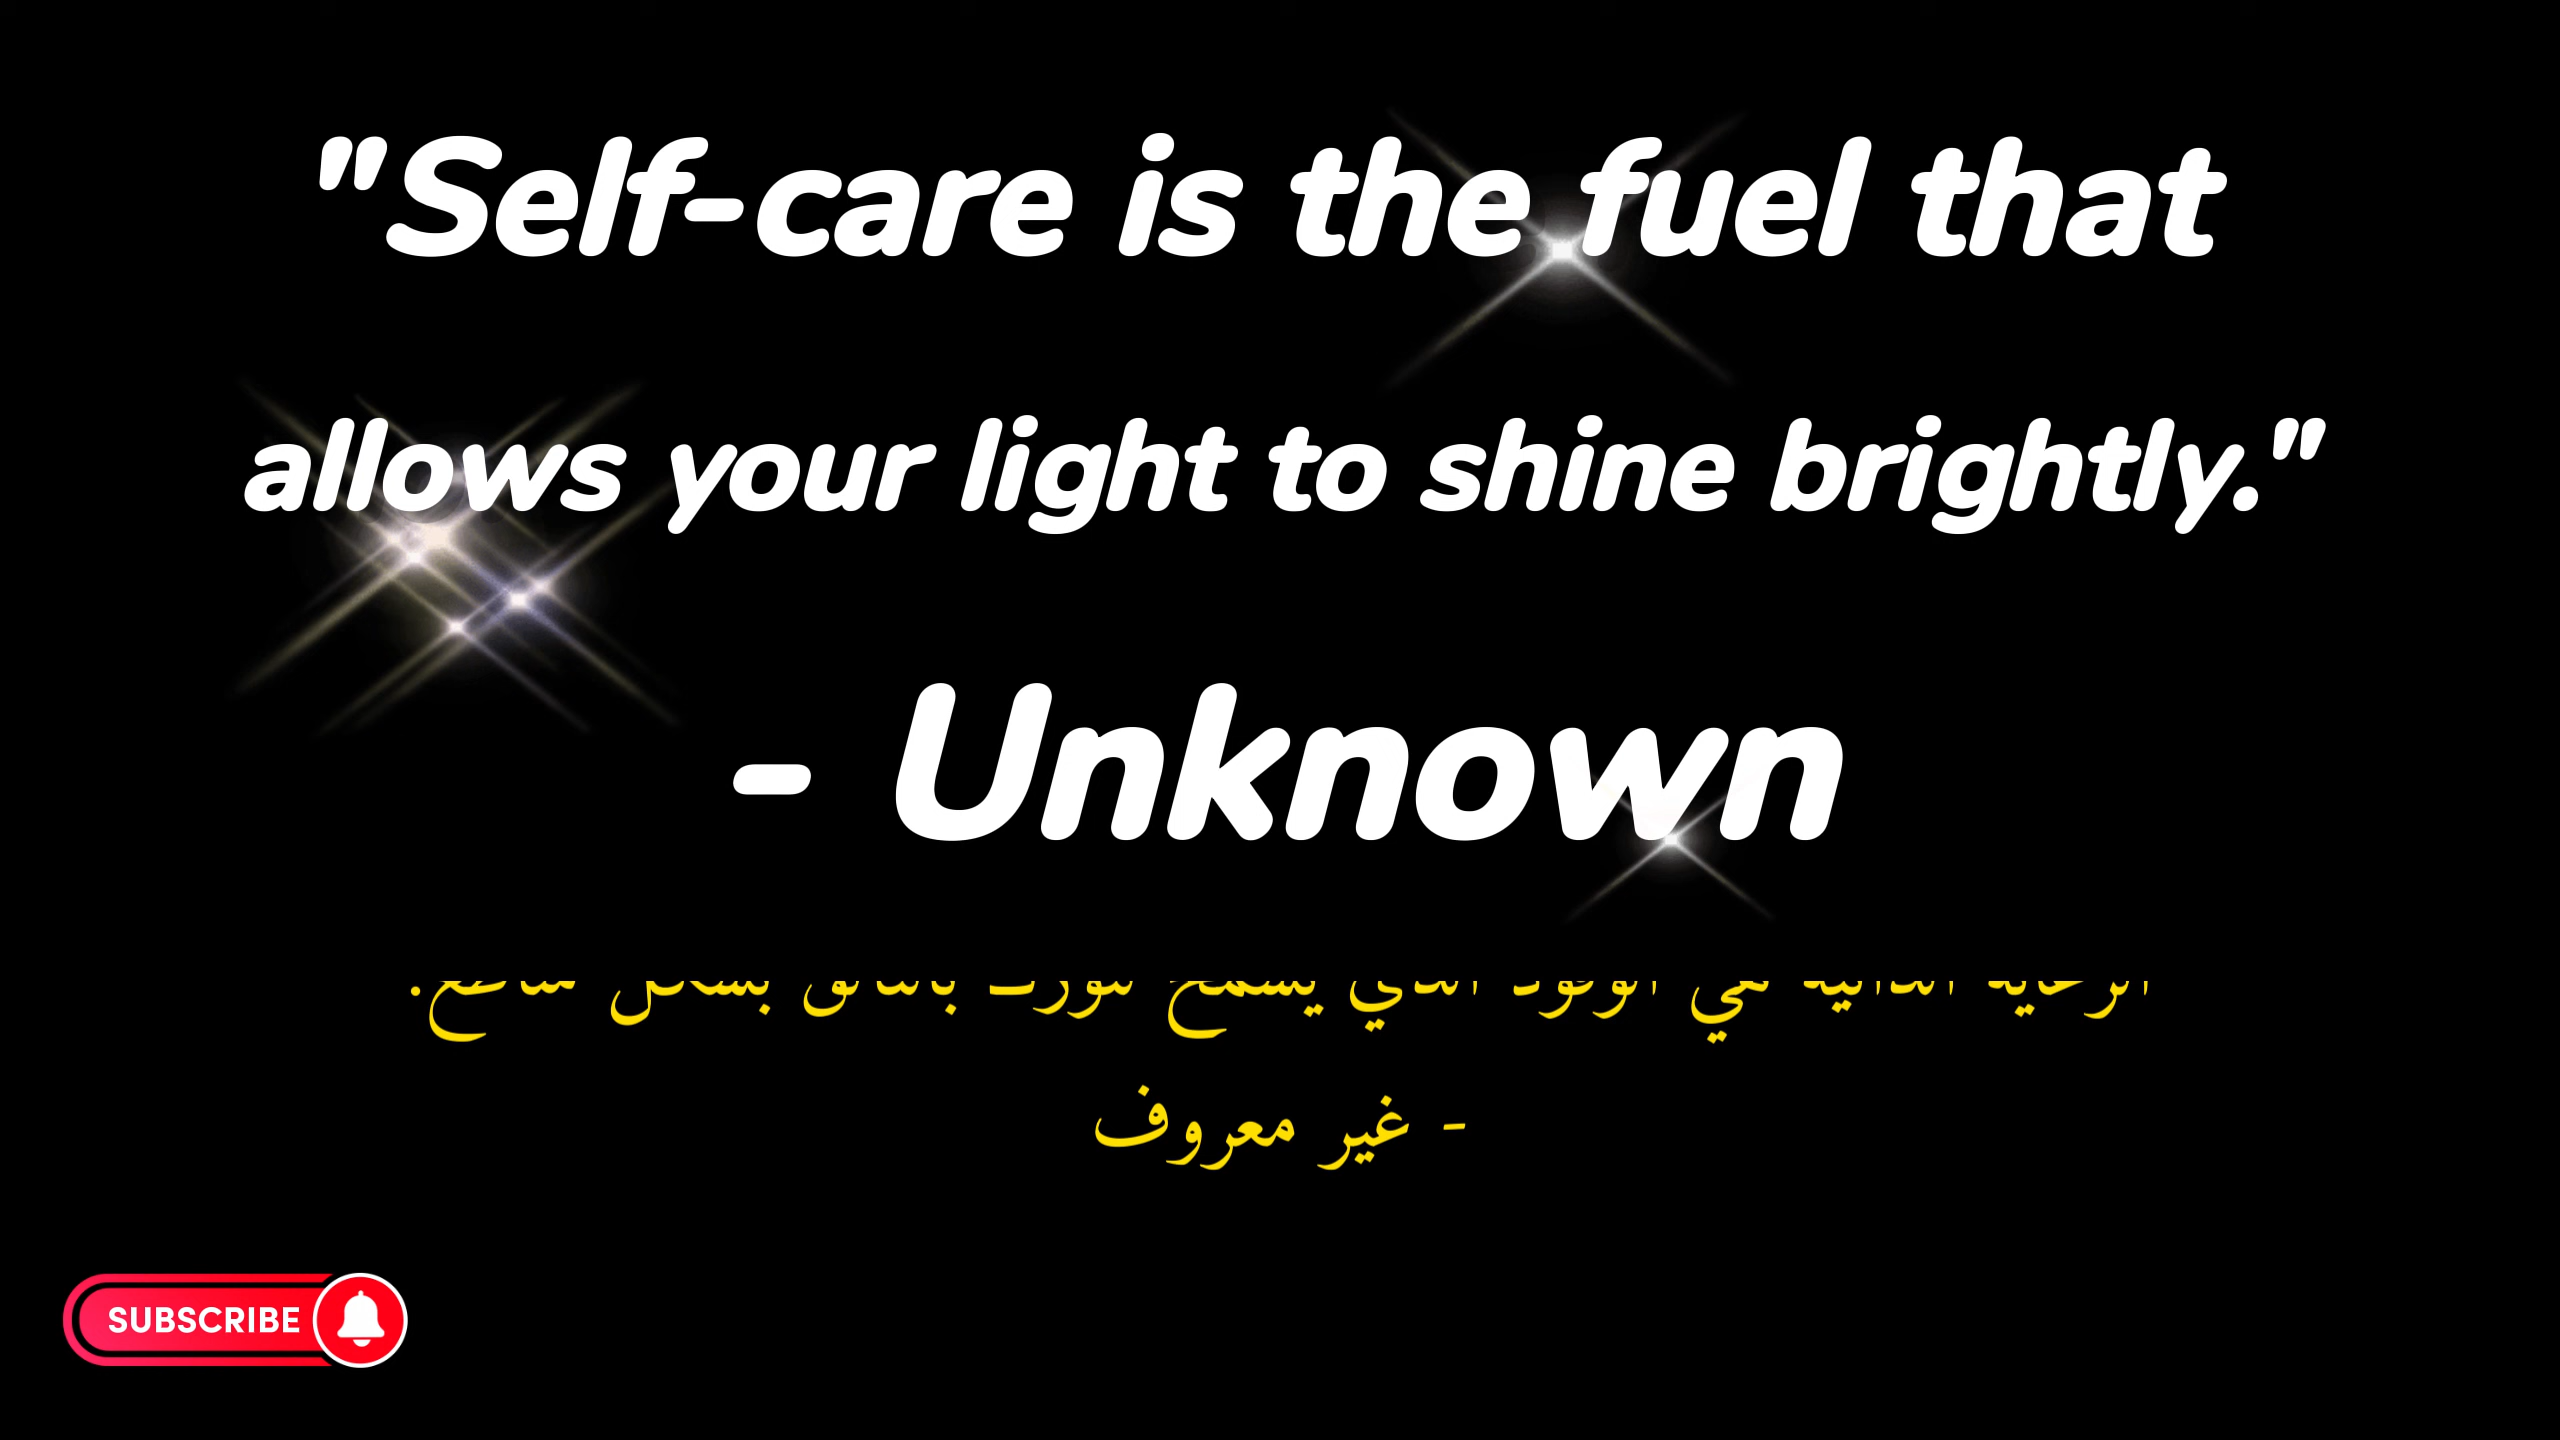 "Self-care is the fuel that
allows your light to shine brightly."
- Unknown
- غير معروف
SUBSCRIBE